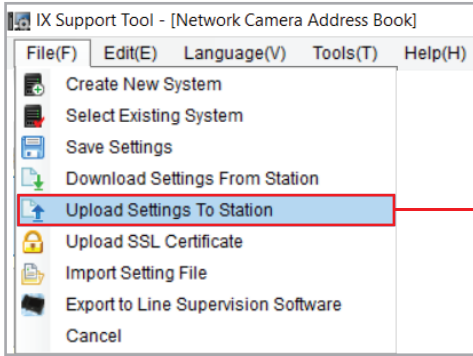 IX Support Tool - [Network Camera Address Book]
File(F) Edit(E) Language(V) Tools(T) Help(H)
Create New System
Select Existing System
Save Settings
Download Settings From Station
Upload Settings To Station
Upload SSL Certificate
Import Setting File
Export to Line Supervision Software
Cancel